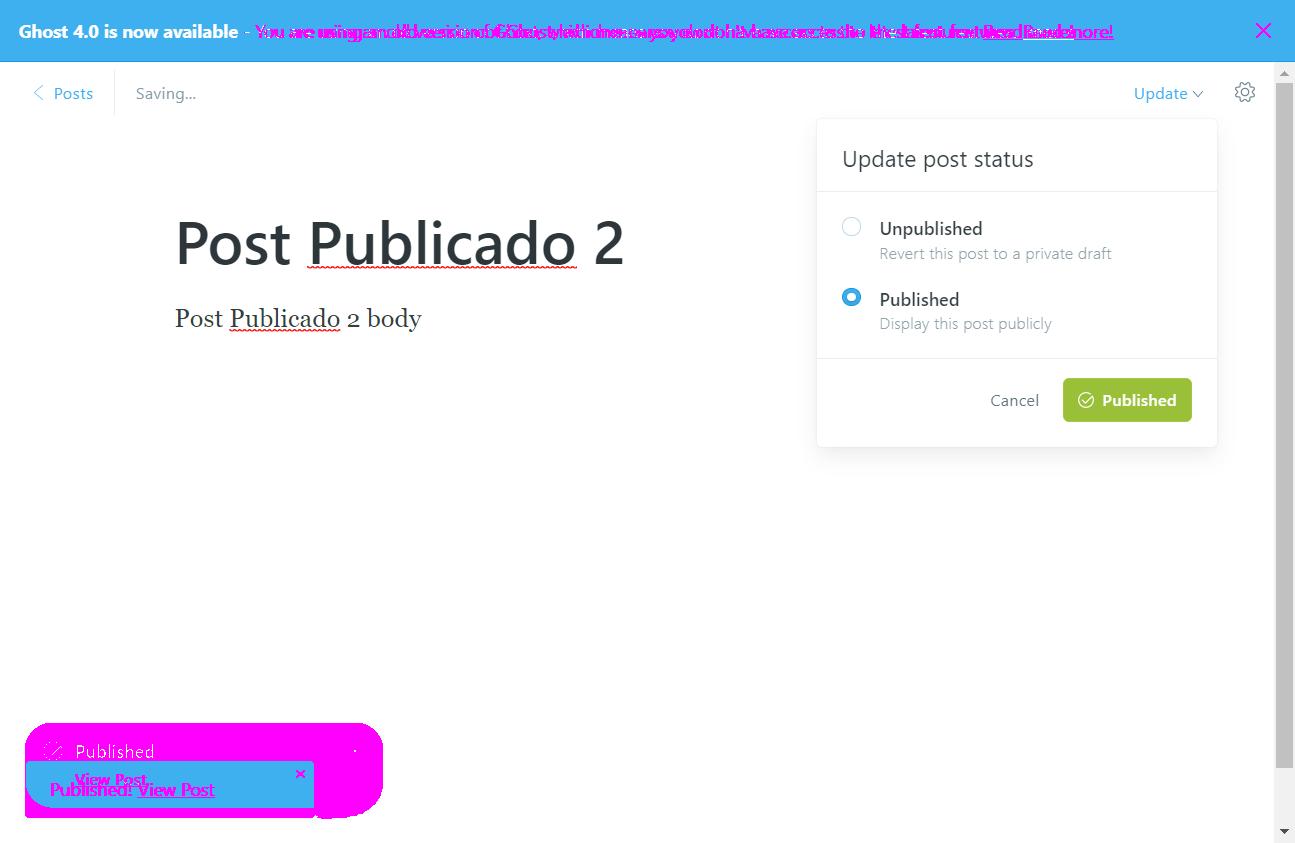 Ghost 4.0 is now available -
Posts
Saving...
Update
Update post status
Unpublished
Revert this post to a private draft
Published
Display this post publicly
Cancel
Published
Post Publicado 2
Post Publicado 2 body
Published
View Post
Published! View Post